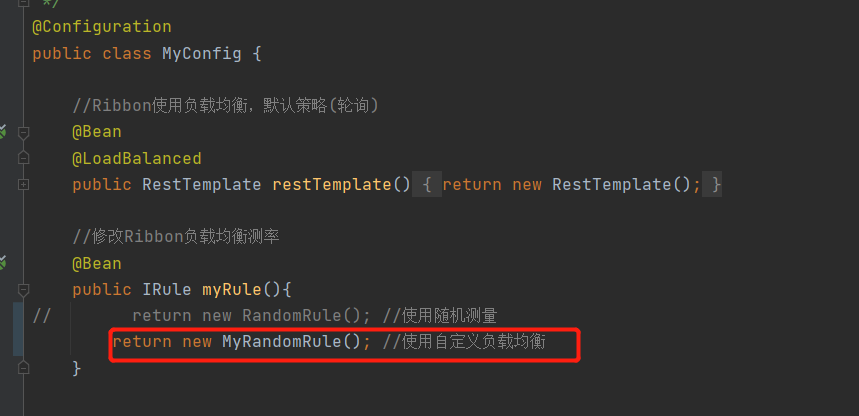 */
@Configuration
public class MyConfig {
//Ribbon使用负载均衡，默认策略(轮询)
@Bean
@LoadBalanced
public RestTemplate restTemplate() { return new RestTemplate(); }
//修改Ribbon负载均衡测率
@Bean
public IRule myRule(){
// return new RandomRule(); //使用随机测量
return new MyRandomRule(); //使用自定义负载均衡
}